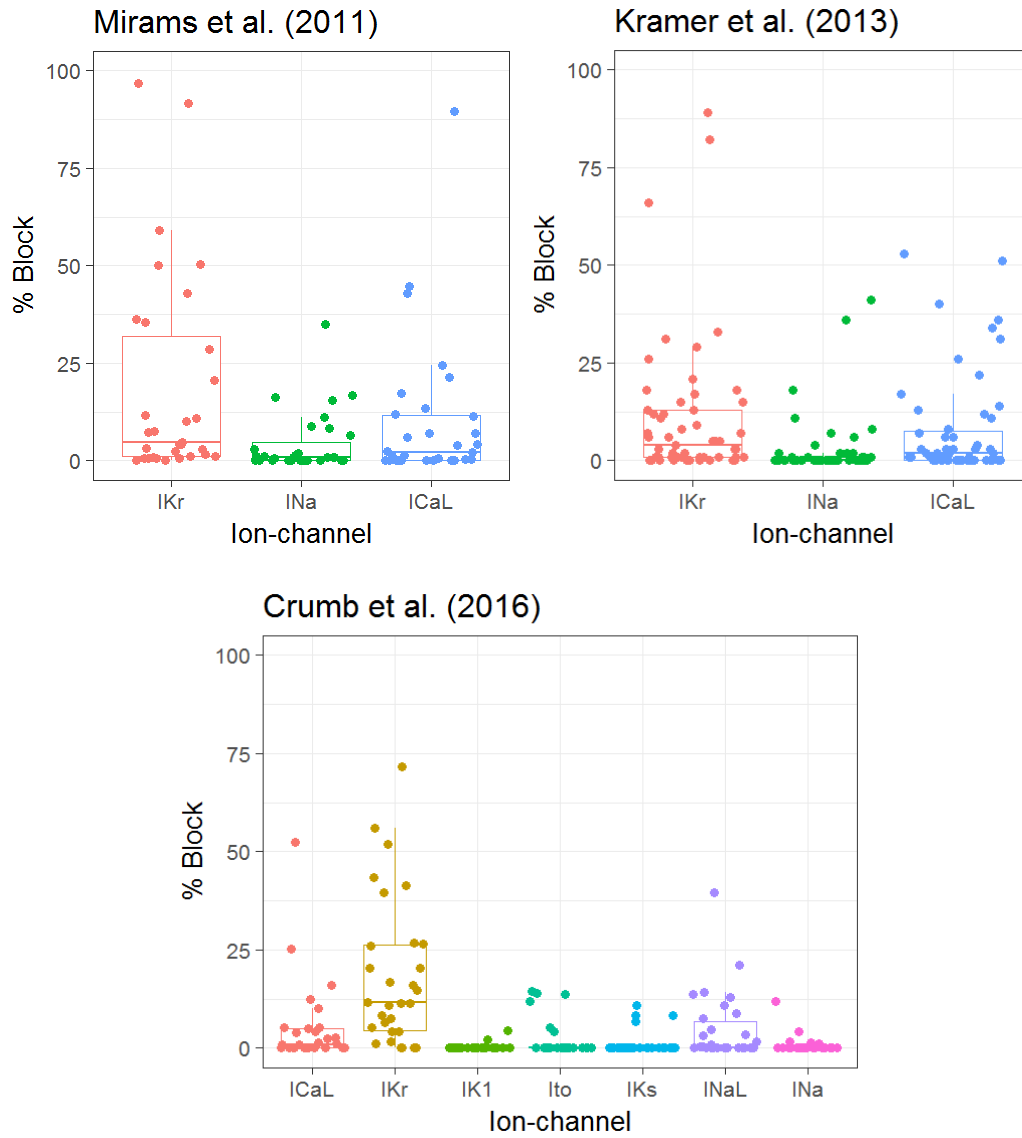 Mirams et al. (2011)
100
75
50
25
0
% Block
IKr INa ICaL
Ion-channel
Kramer et al. (2013)
100
75
50
25
0
% Block
IKr INa ICaL
Ion-channel
Crumb et al. (2016)
100
75
50
25
0
% Block
ICaL IKr IK1 Ito IKs INaL INa
Ion-channel